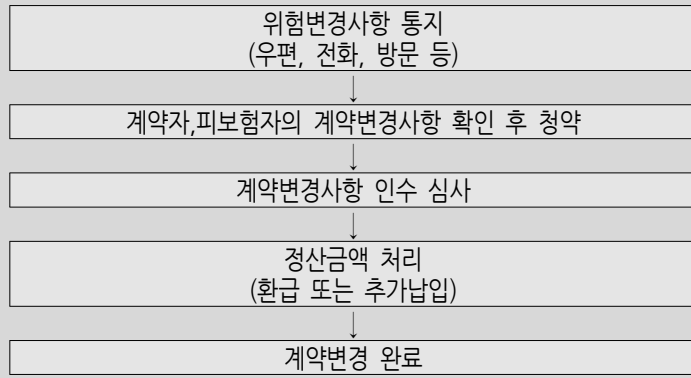 위험변경사항 통지
(우편, 전화, 방문 등)
↓
계약자,피보험자의 계약변경사항 확인 후 청약
↓
계약변경사항 인수 심사
↓
정산금액 처리
(환급 또는 추가납입)
↓
계약변경 완료